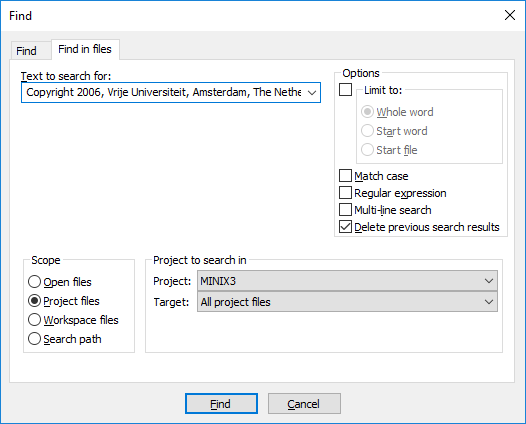 Find
Find
Find in files
Text to search for:
Copyright 2006, Vrije Universiteit, Amsterdam, The Nethe
Options
Limit to:
Whole word
Start word
Start file
Match case
Regular expression
Multi-line search
Delete previous search results
Scope
Open files
Project files
Workspace files
Search path
Project to search in
Project: MINIX3
Target: All project files
Find
Cancel